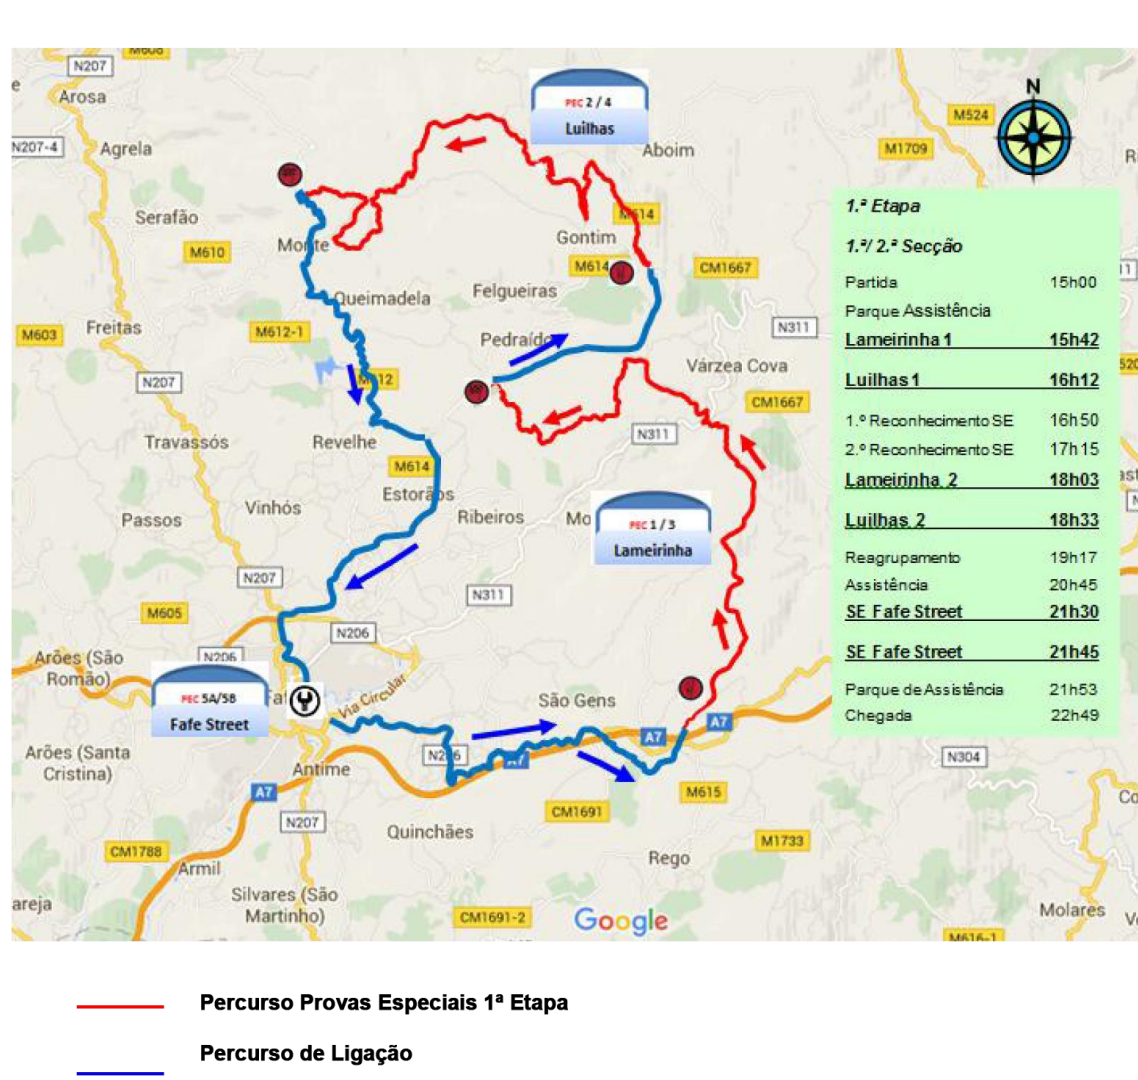 M608
N207
Arosa
N207-4
Agrela
PEC 2 / 4
Luilhas
Aboim
N
M524
M1709
Serafão
M610
Monte
M614
Gontim
M614
CM1667
Queimadela
Felgueiras
M603
Freitas
M612-1
Pedraído
N311
Várzea Cova
N207
CM1667
Travassós
Revelhe
N311
M614
Estorãos
Vinhós
Passos
Ribeiros
PEC 1 / 3
Lameirinha
N207
N311
M605
N206
Arões (São
Romão)
N206
PEC 5A/5B
Fafe Street
Via Circular
São Gens
A7
A7
N206
A7
Arões (Santa
Cristina)
Antime
A7
M615
N304
CM1691
N207
Quinchães
M1733
CM1788
Armil
Rego
Silvares (São
Martinho)
CM1691-2
Google
Molares
M616-1
1.ª Etapa
1.ª/ 2.ª Secção
Partida 15h00
Parque Assistência
Lameirinha 1 15h42
Luilhas 1 16h12
1.º Reconhecimento SE 16h50
2.º Reconhecimento SE 17h15
Lameirinha 2 18h03
Luilhas 2 18h33
Reagrupamento 19h17
Assistência 20h45
SE Fafe Street 21h30
SE Fafe Street 21h45
Parque de Assistência 21h53
Chegada 22h49
Percurso Provas Especiais 1ª Etapa
Percurso de Ligação